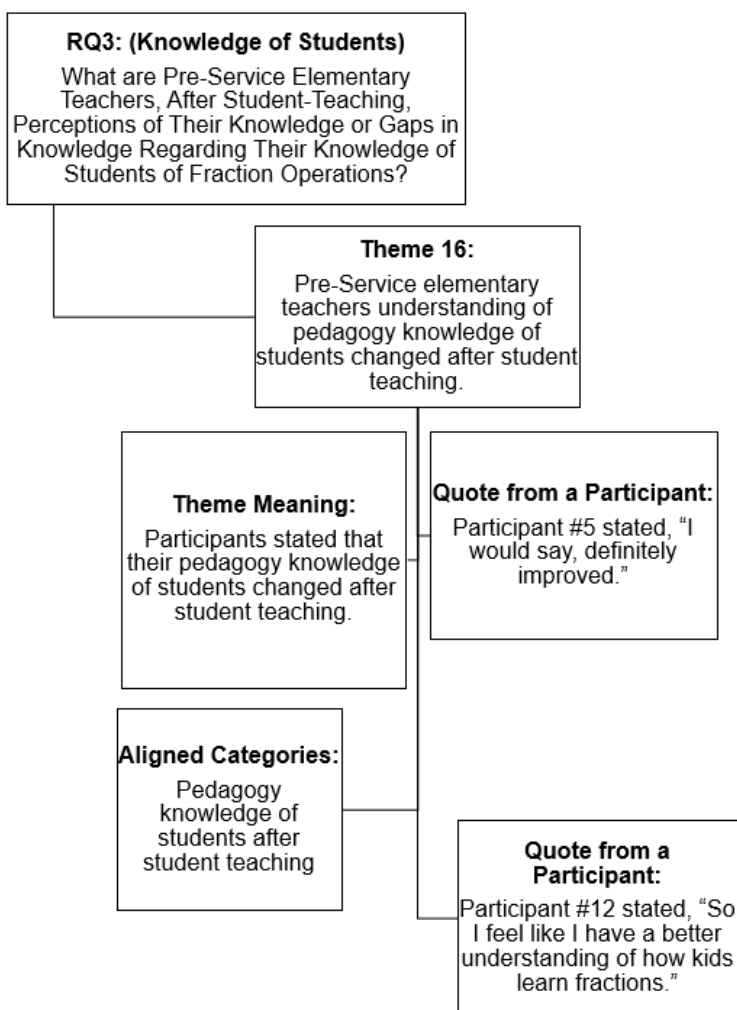 RQ3: (Knowledge of Students)
What are Pre-Service Elementary
Teachers, After Student-Teaching,
Perceptions of Their Knowledge or Gaps in
Knowledge Regarding Their Knowledge of
Students of Fraction Operations?
Theme 16:
Pre-Service elementary
teachers understanding of
pedagogy knowledge of
students changed after student
teaching.
Theme Meaning:
Participants stated that
their pedagogy knowledge
of students changed after
student teaching.
Quote from a Participant:
Participant #5 stated, “I
would say, definitely
improved.”
Aligned Categories:
Pedagogy
knowledge of
students after
student teaching
Quote from a
Participant:
Participant #12 stated, “So
I feel like I have a better
understanding of how kids
learn fractions.”